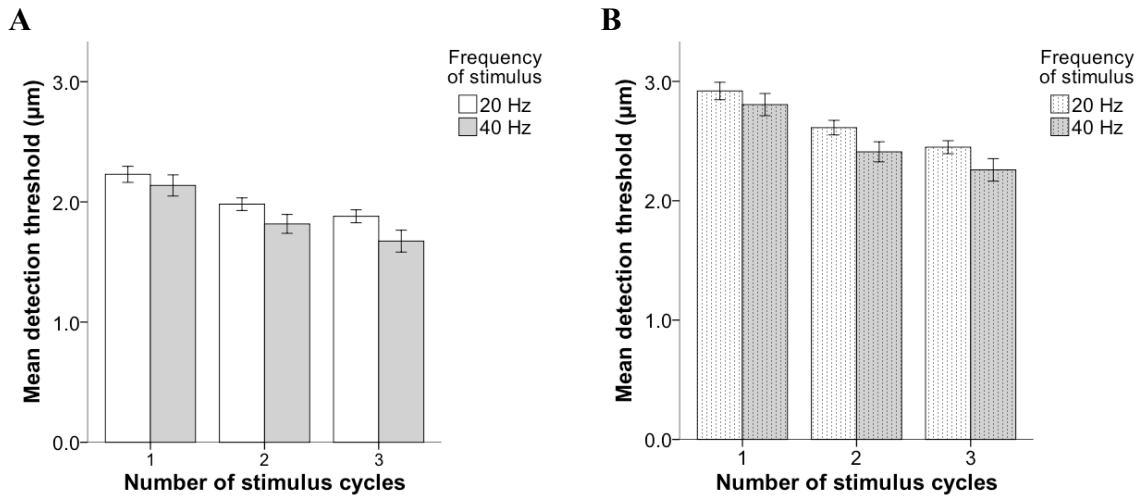 A
Mean detection threshold (µm)
3.0
2.0
1.0
0.0
1
2
3
Number of stimulus cycles
Frequency
of stimulus
20 Hz
40 Hz
B
Mean detection threshold (µm)
3.0
2.0
1.0
0.0
1
2
3
Number of stimulus cycles
Frequency
of stimulus
20 Hz
40 Hz